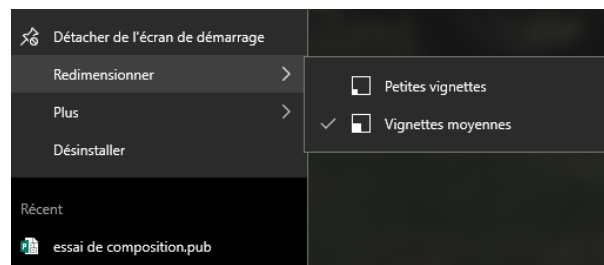 Détacher de l'écran de démarrage
Redimensionner
Petites vignettes
Plus
Vignettes moyennes
Désinstaller
Récent
essai de composition.pub